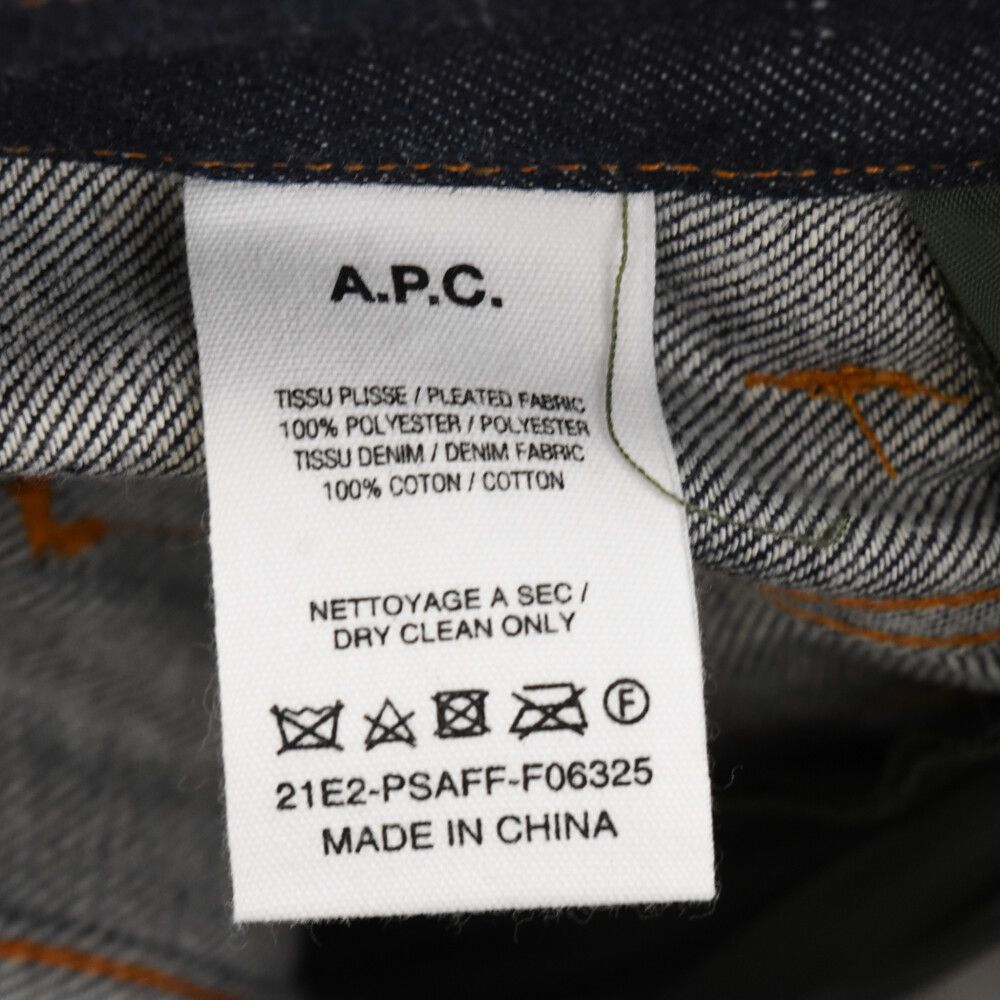 A.P.C.
TISSU PLISSE / PLEATED FABRIC
100% POLYESTER / POLYESTER
TISSU DENIM / DENIM FABRIC
100% COTON / COTTON
NETTOYAGE A SEC /
DRY CLEAN ONLY
F
21E2-PSAFF-F06325
MADE IN CHINA